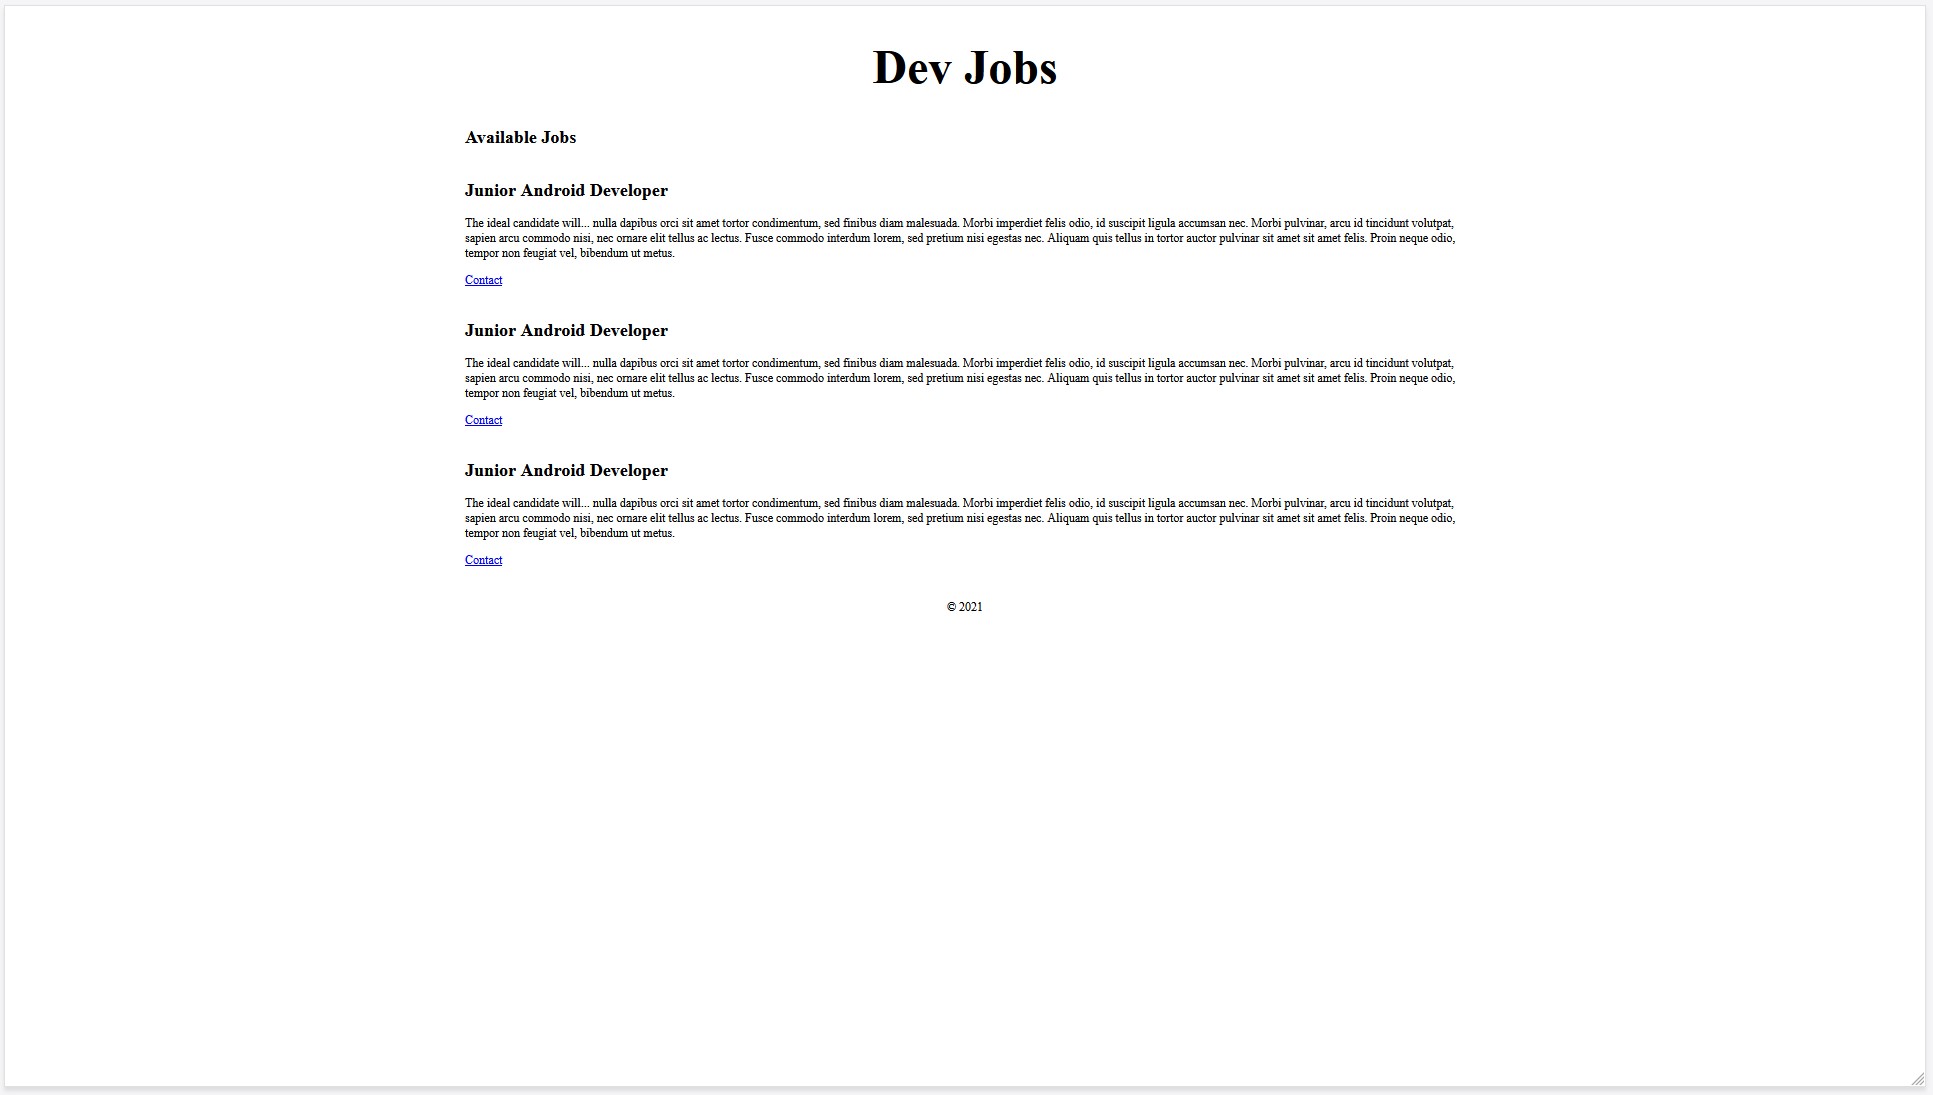 Dev Jobs
Available Jobs
Junior Android Developer
The ideal candidate will... nulla dapibus orci sit amet tortor condimentum, sed finibus diam malesuada. Morbi imperdiet felis odio, id suscipit ligula accumsan nec. Morbi pulvinar, arcu id tincidunt volutpat,
sapien arcu commodo nisi, nec ornare elit tellus ac lectus. Fusce commodo interdum lorem, sed pretium nisi egestas nec. Aliquam quis tellus in tortor auctor pulvinar sit amet sit amet felis. Proin neque odio,
tempor non feugiat vel, bibendum ut metus.
Contact
Junior Android Developer
The ideal candidate will... nulla dapibus orci sit amet tortor condimentum, sed finibus diam malesuada. Morbi imperdiet felis odio, id suscipit ligula accumsan nec. Morbi pulvinar, arcu id tincidunt volutpat,
sapien arcu commodo nisi, nec ornare elit tellus ac lectus. Fusce commodo interdum lorem, sed pretium nisi egestas nec. Aliquam quis tellus in tortor auctor pulvinar sit amet sit amet felis. Proin neque odio,
tempor non feugiat vel, bibendum ut metus.
Contact
Junior Android Developer
The ideal candidate will... nulla dapibus orci sit amet tortor condimentum, sed finibus diam malesuada. Morbi imperdiet felis odio, id suscipit ligula accumsan nec. Morbi pulvinar, arcu id tincidunt volutpat,
sapien arcu commodo nisi, nec ornare elit tellus ac lectus. Fusce commodo interdum lorem, sed pretium nisi egestas nec. Aliquam quis tellus in tortor auctor pulvinar sit amet sit amet felis. Proin neque odio,
tempor non feugiat vel, bibendum ut metus.
Contact
© 2021